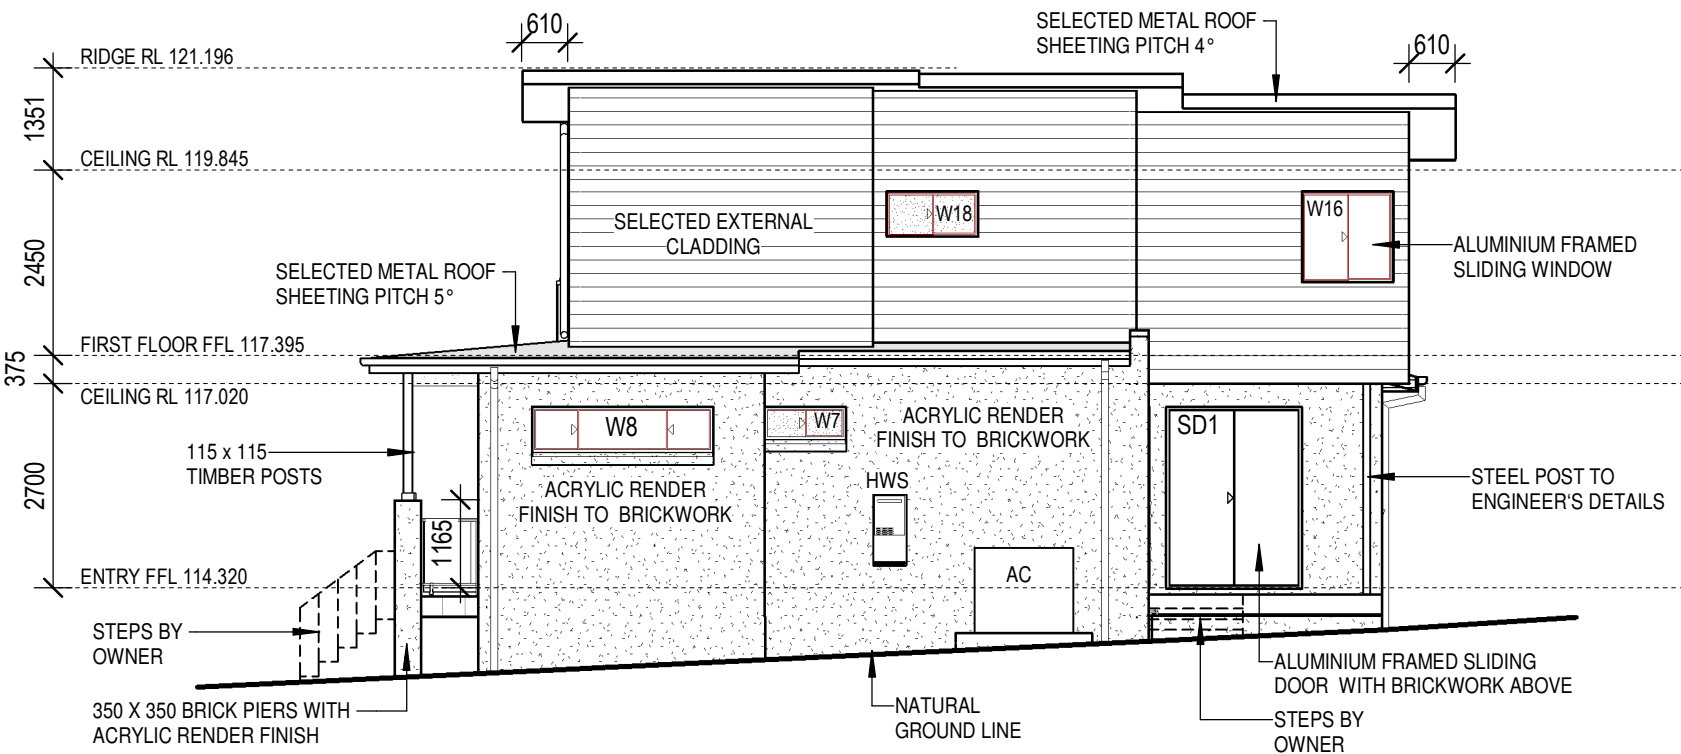 610
SELECTED METAL ROOF
SHEETING PITCH 4°
610
RIDGE RL 121.196
1351
CEILING RL 119.845
W18
W16
SELECTED EXTERNAL
CLADDING
ALUMINIUM FRAMED
SLIDING WINDOW
2450
SELECTED METAL ROOF
SHEETING PITCH 5°
FIRST FLOOR FFL 117.395
375
CEILING RL 117.020
W8
W7
ACRYLIC RENDER
FINISH TO BRICKWORK
SD1
115 x 115
TIMBER POSTS
2700
ACRYLIC RENDER
FINISH TO BRICKWORK
HWS
STEEL POST TO
ENGINEER'S DETAILS
1165
ENTRY FFL 114.320
AC
STEPS BY
OWNER
ALUMINIUM FRAMED SLIDING
DOOR WITH BRICKWORK ABOVE
350 X 350 BRICK PIERS WITH
ACRYLIC RENDER FINISH
NATURAL
GROUND LINE
STEPS BY
OWNER